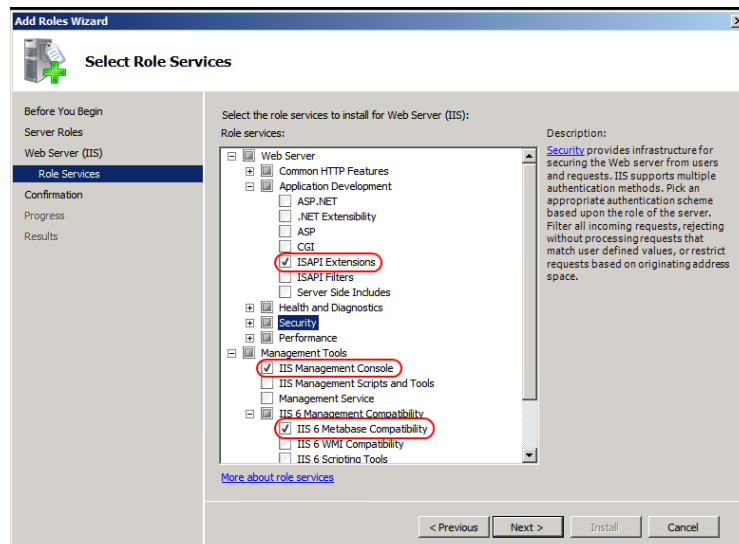 Add Roles Wizard
Select Role Services
Before You Begin
Server Roles
Web Server (IIS)
Role Services
Confirmation
Progress
Results
Select the role services to install for Web Server (IIS):
Role services:
Web Server
Common HTTP Features
Application Development
ASP.NET
.NET Extensibility
ASP
CGI
ISAPI Extensions
ISAPI Filters
Server Side Includes
Health and Diagnostics
Security
Performance
Management Tools
IIS Management Console
IIS Management Scripts and Tools
Management Service
IIS 6 Management Compatibility
IIS 6 Metabase Compatibility
IIS 6 WMI Compatibility
IIS 6 Scripting Tools
More about role services
Description:
Security provides infrastructure for
securing the Web server from users
and requests. IIS supports multiple
authentication methods. Pick an
appropriate authentication scheme
based upon the role of the server.
Filter all incoming requests, rejecting
without processing requests that
match user defined values, or restrict
requests based on originating address
space.
< Previous
Next >
Install
Cancel